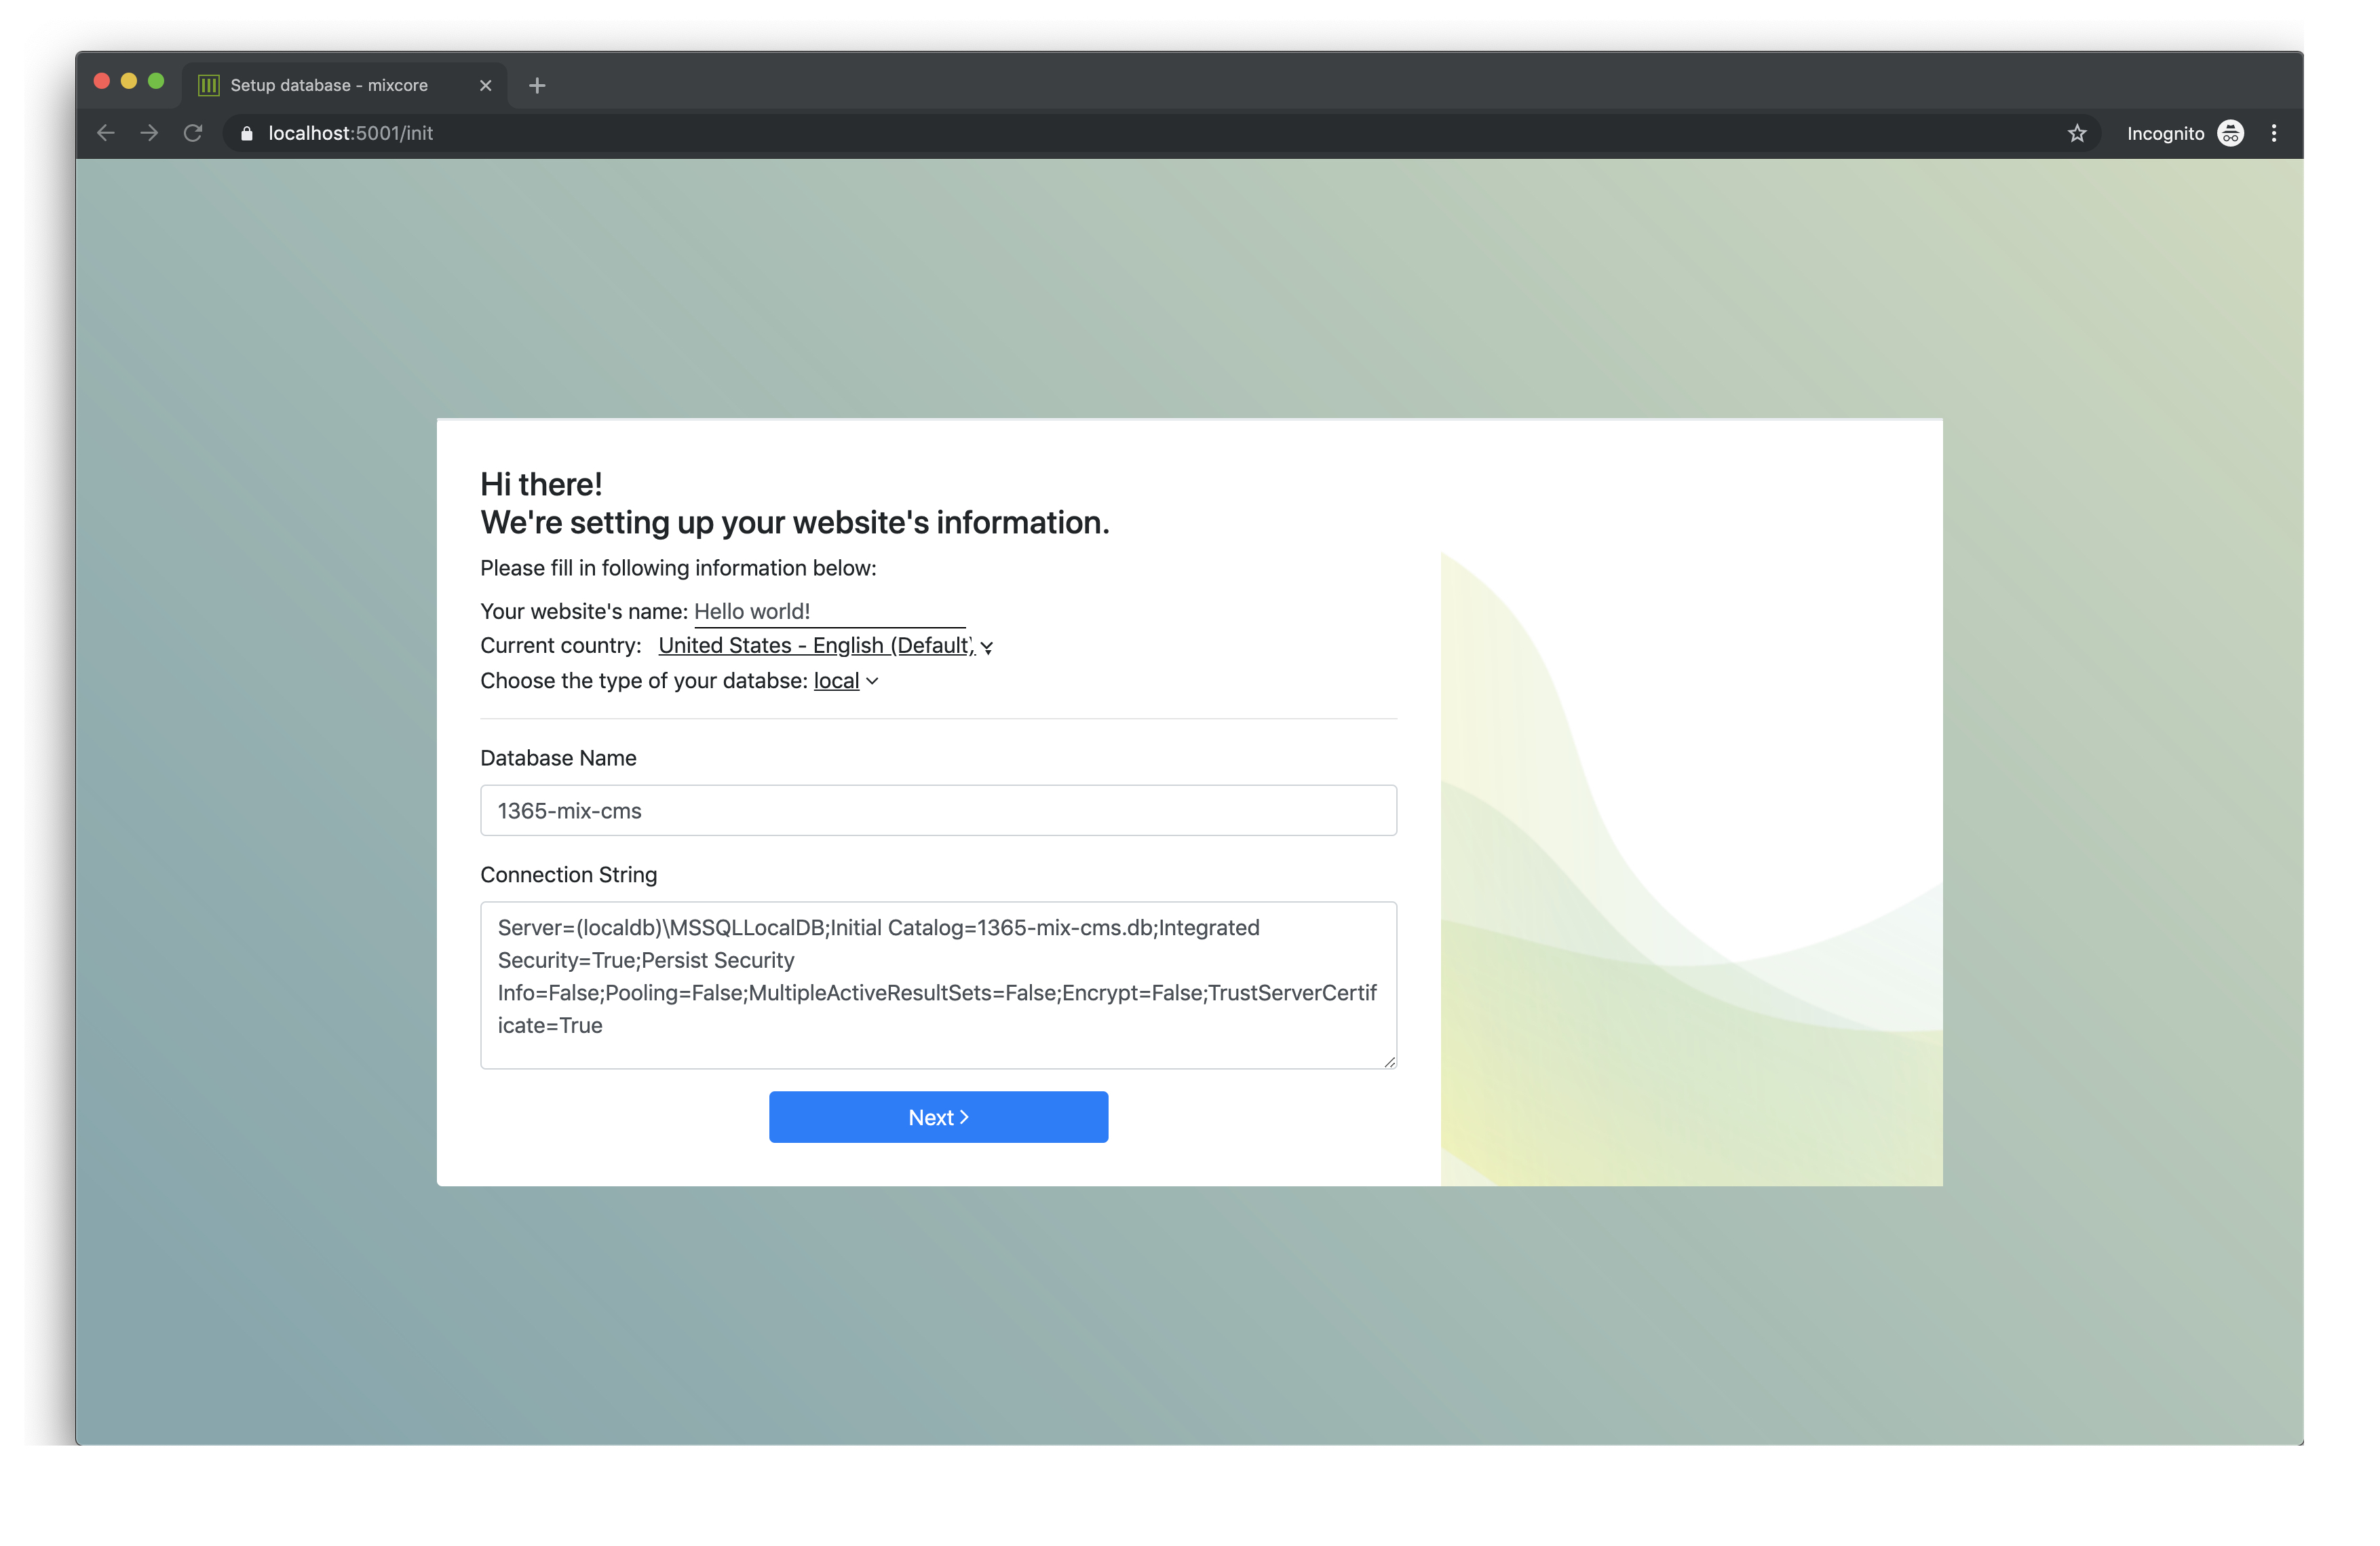 Setup database - mixcore
localhost:5001/init
Incognito
Hi there!
We're setting up your website's information.
Please fill in following information below:
Your website's name: Hello world!
Current country: United States - English (Default)
Choose the type of your databse: local
Database Name
1365-mix-cms
Connection String
Server=(localdb)\MSSQLLocalDB;Initial Catalog=1365-mix-cms.db;Integrated
Security=True;Persist Security
Info=False;Pooling=False;MultipleActiveResultSets=False;Encrypt=False;TrustServerCertif
icate=True
Next >